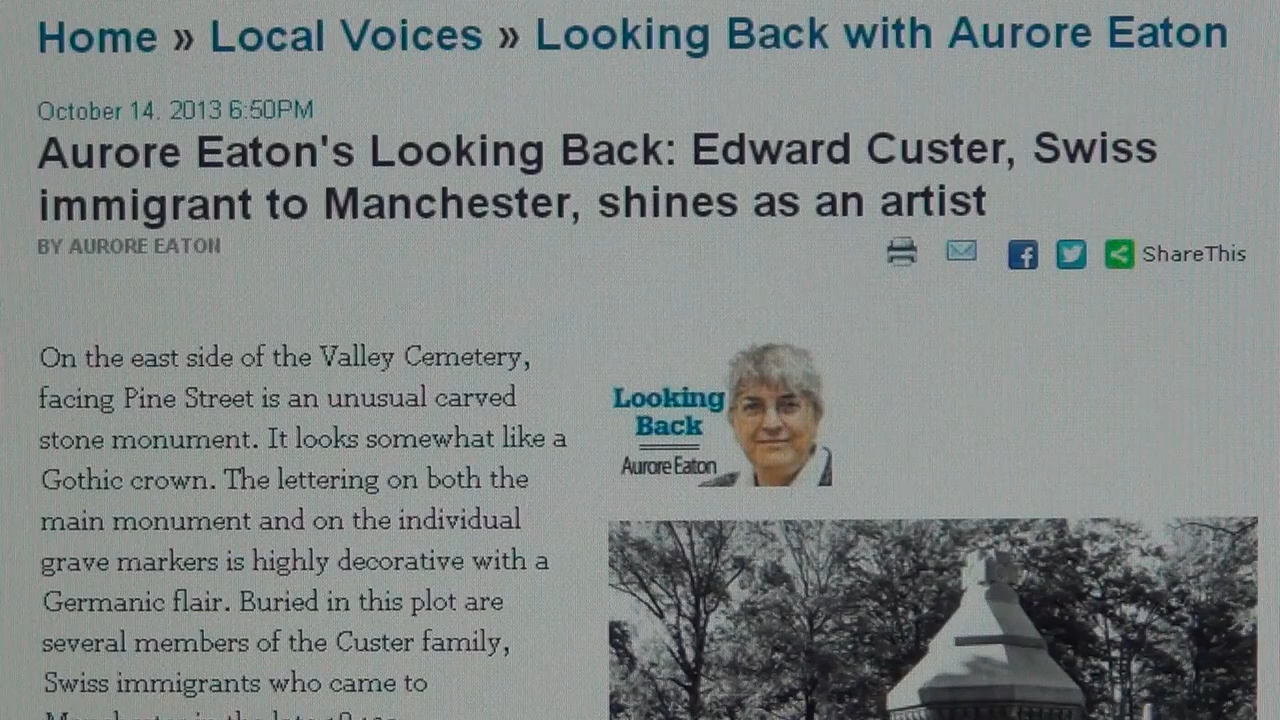 Home » Local Voices » Looking Back with Aurore Eaton
October 14. 2013 6:50PM
Aurore Eaton's Looking Back: Edward Custer, Swiss
immigrant to Manchester, shines as an artist
BY AURORE EATON
ShareThis
On the east side of the Valley Cemetery,
facing Pine Street is an unusual carved
stone monument. It looks somewhat like a
Gothic crown. The lettering on both the
main monument and on the individual
grave markers is highly decorative with a
Germanic flair. Buried in this plot are
several members of the Custer family,
Swiss immigrants who came to
Looking
Back
Aurore Eaton